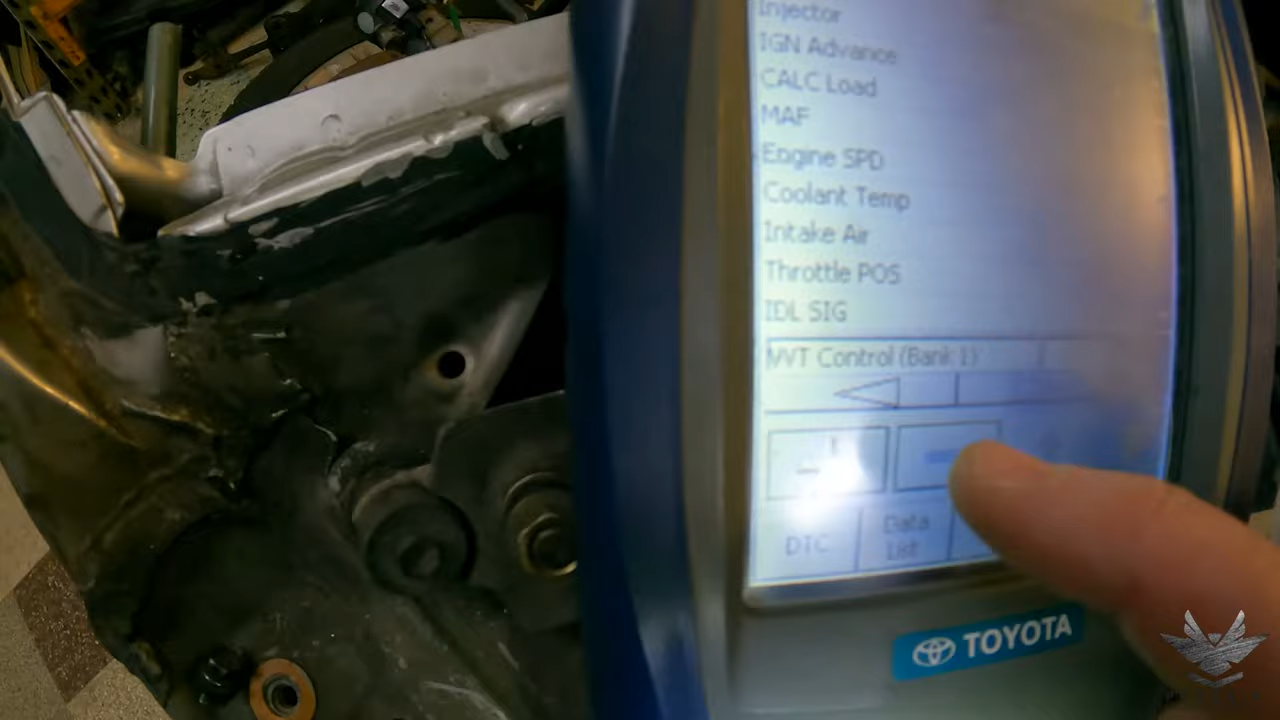 Injector
IGN Advance
CALC Load
MAF
Engine SPD
Coolant Temp
Intake Air
Throttle POS
IDL SIG
VVT Control (Bank 1)
DTC
Data
List
TOYOTA